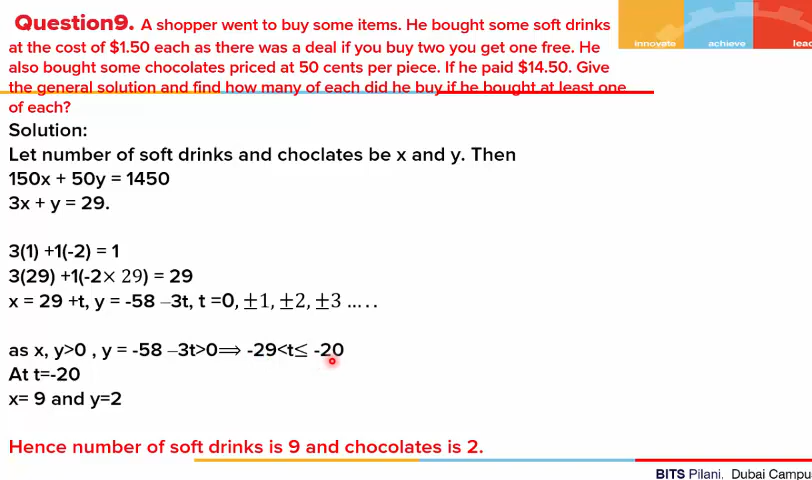 Question9. A shopper went to buy some items. He bought some soft drinks
at the cost of $1.50 each as there was a deal if you buy two you get one free. He
also bought some chocolates priced at 50 cents per piece. If he paid $14.50. Give
the general solution and find how many of each did he buy if he bought at least one
of each?
innovate achieve lead
Solution:
Let number of soft drinks and choclates be x and y. Then
150x + 50y = 1450
3x + y = 29.
3(1) +1(-2) = 1
3(29) +1(-2× 29) = 29
x = 29 +t, y = -58 –3t, t =0, ±1, ±2, ±3 .....
as x, y>0 , y = -58 –3t>0⟹ -29<t≤ -20
At t=-20
x= 9 and y=2
Hence number of soft drinks is 9 and chocolates is 2.
BITS Pilani, Dubai Campu